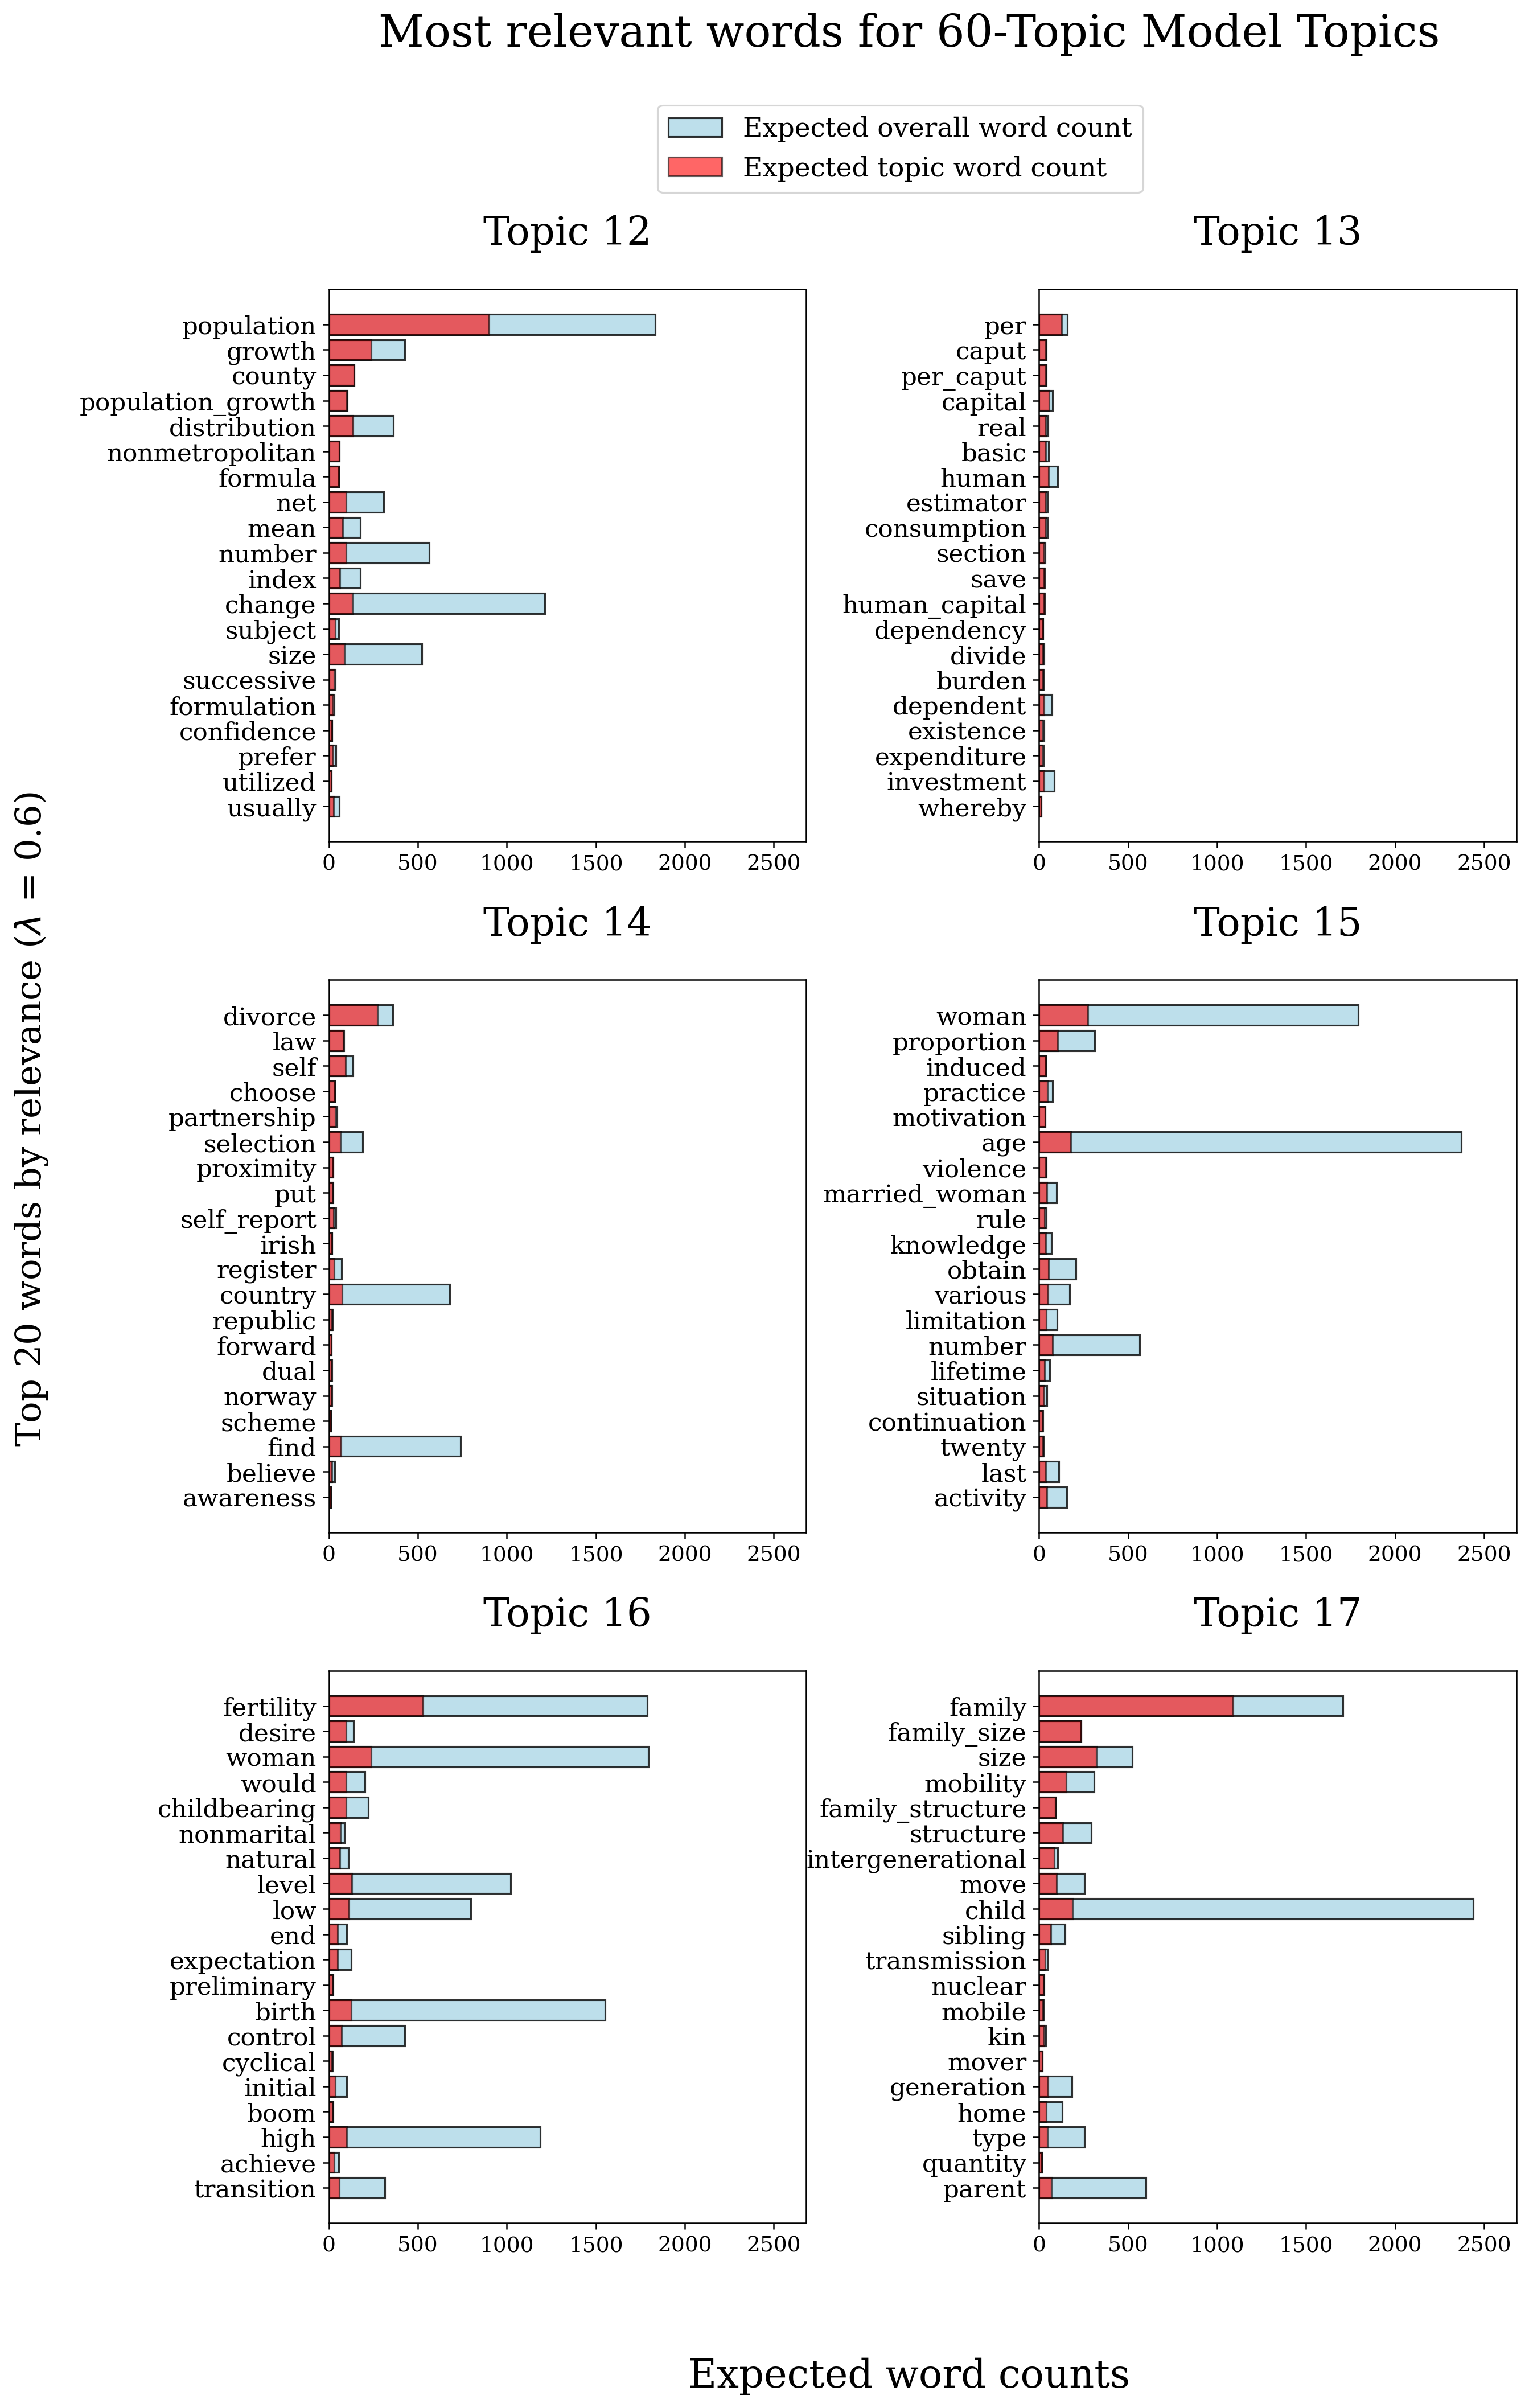 Most relevant words for 60-Topic Model Topics
Expected overall word count
Expected topic word count
Top 20 words by relevance (λ = 0.6)
Topic 12
population
growth
county
population_growth
distribution
nonmetropolitan
formula
net
mean
number
index
change
subject
size
successive
formulation
confidence
prefer
utilized
usually
0 500 1000 1500 2000 2500
Topic 13
per
caput
per_caput
capital
real
basic
human
estimator
consumption
section
save
human_capital
dependency
divide
burden
dependent
existence
expenditure
investment
whereby
0 500 1000 1500 2000 2500
Topic 14
divorce
law
self
choose
partnership
selection
proximity
put
self_report
irish
register
country
republic
forward
dual
norway
scheme
find
believe
awareness
0 500 1000 1500 2000 2500
Topic 15
woman
proportion
induced
practice
motivation
age
violence
married_woman
rule
knowledge
obtain
various
limitation
number
lifetime
situation
continuation
twenty
last
activity
0 500 1000 1500 2000 2500
Topic 16
fertility
desire
woman
would
childbearing
nonmarital
natural
level
low
end
expectation
preliminary
birth
control
cyclical
initial
boom
high
achieve
transition
0 500 1000 1500 2000 2500
Topic 17
family
family_size
size
mobility
family_structure
structure
intergenerational
move
child
sibling
transmission
nuclear
mobile
kin
mover
generation
home
type
quantity
parent
0 500 1000 1500 2000 2500
Expected word counts